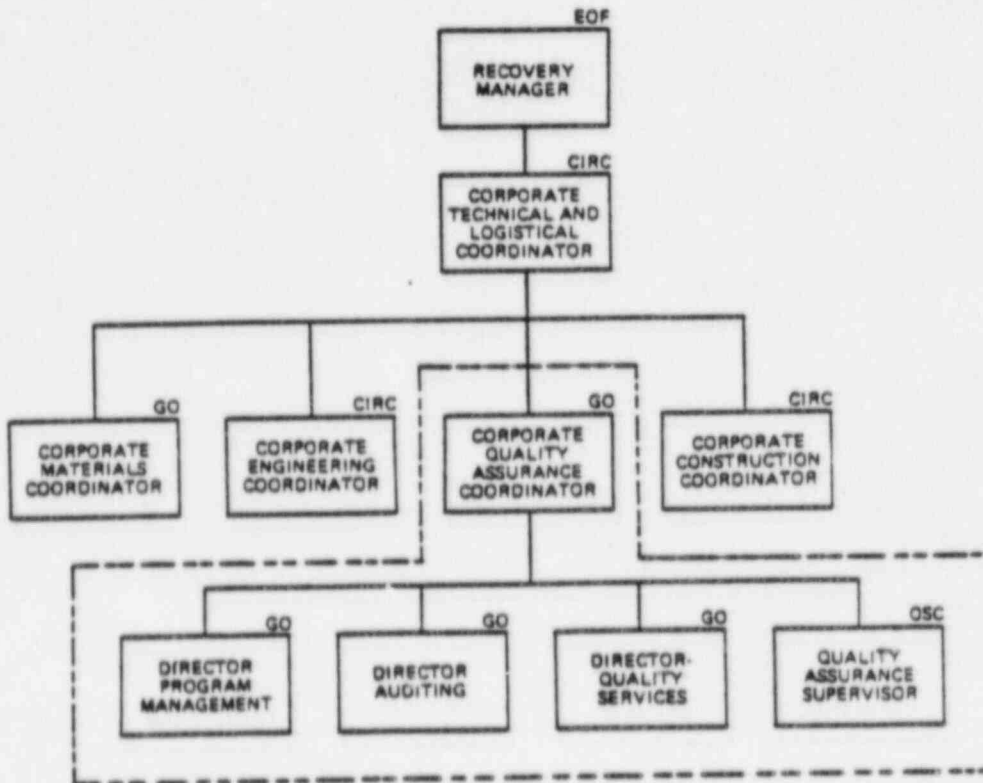 EOF
RECOVERY
MANAGER
CIRC
CORPORATE
TECHNICAL AND
LOGISTICAL
COORDINATOR
GO
CORPORATE
MATERIALS
COORDINATOR
CIRC
CORPORATE
ENGINEERING
COORDINATOR
GO
CORPORATE
QUALITY
ASSURANCE
COORDINATOR
CIRC
CORPORATE
CONSTRUCTION
COORDINATOR
GO
DIRECTOR
PROGRAM
MANAGEMENT
GO
DIRECTOR
AUDITING
GO
DIRECTOR-
QUALITY
SERVICES
OSC
QUALITY
ASSURANCE
SUPERVISOR